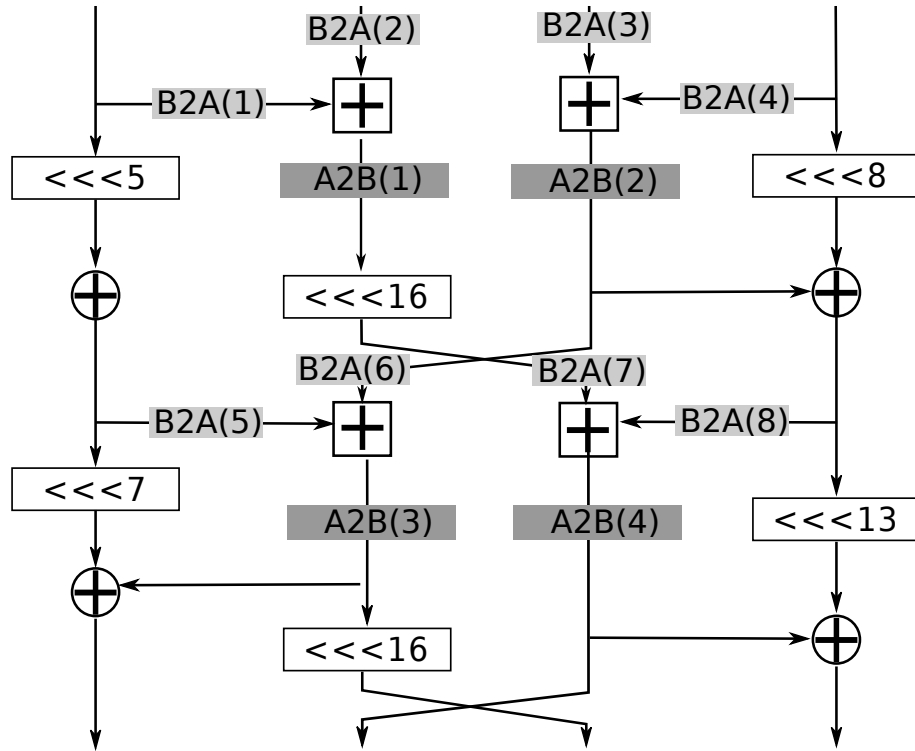 B2A(2)
B2A(3)
B2A(1)
B2A(4)
<<<5
A2B(1)
A2B(2)
<<<8
<<<16
B2A(6)
B2A(7)
B2A(5)
B2A(8)
<<<7
A2B(3)
A2B(4)
<<<13
<<<16